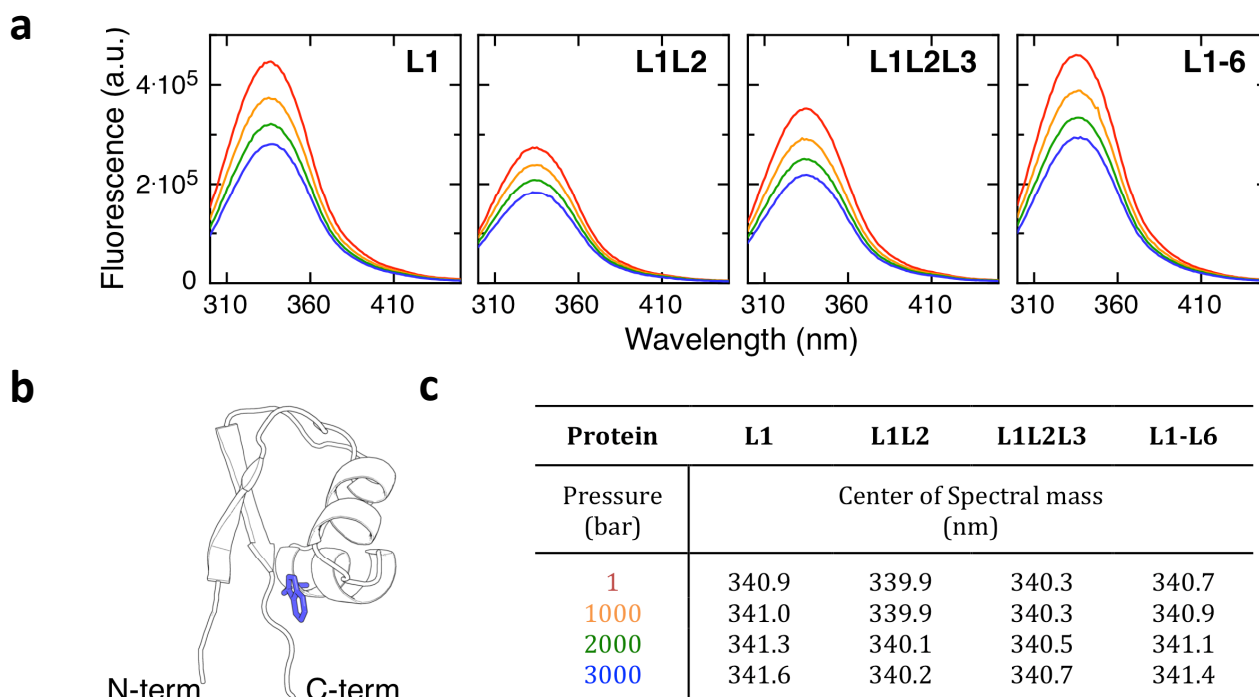 a
Fluorescence (a.u.)
4·10⁵
2·10⁵
0
L1
L1L2
L1L2L3
L1-6
310 360 410
310 360 410
310 360 410
310 360 410
Wavelength (nm)
b
N-term C-term
c
Protein L1 L1L2 L1L2L3 L1-L6
Pressure Center of Spectral mass
(bar) (nm)
1 340.9 339.9 340.3 340.7
1000 341.0 339.9 340.3 340.9
2000 341.3 340.1 340.5 341.1
3000 341.6 340.2 340.7 341.4